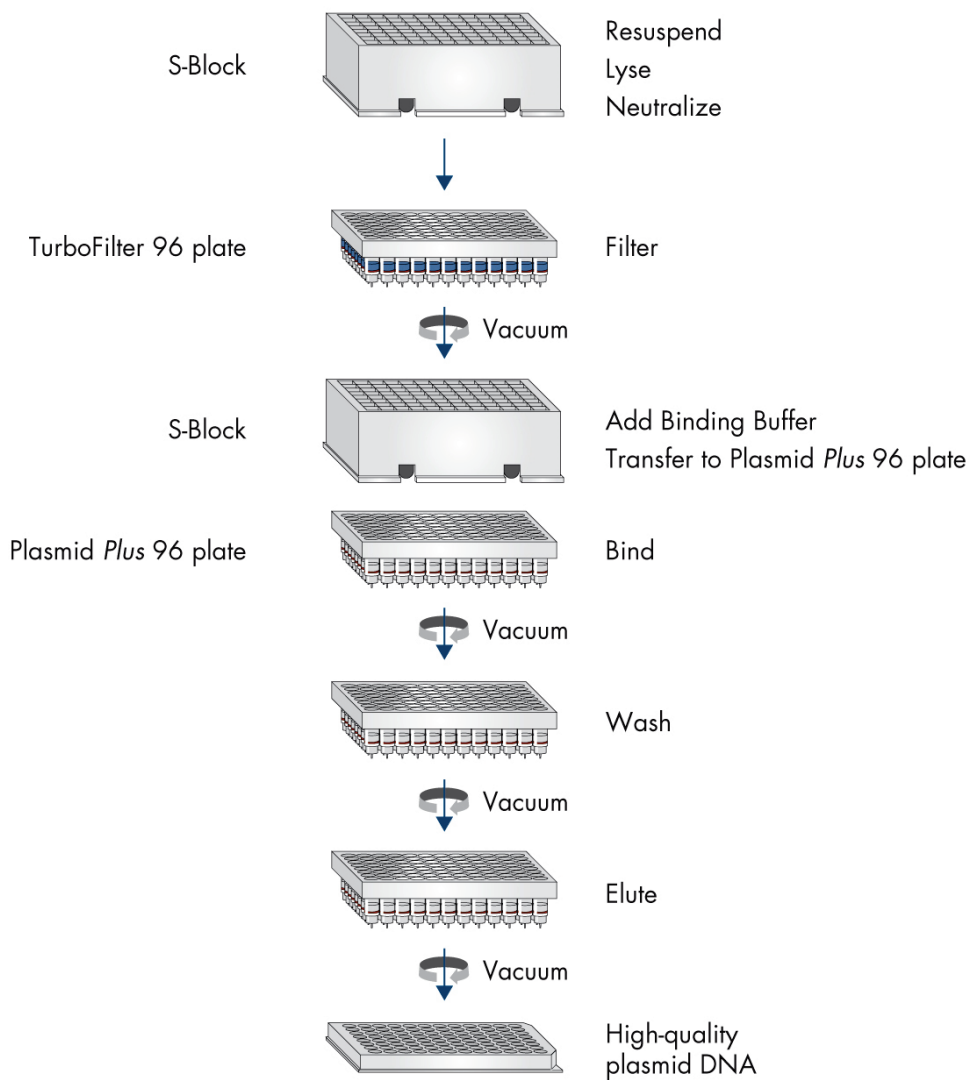 S-Block
Resuspend
Lyse
Neutralize
TurboFilter 96 plate
Filter
Vacuum
S-Block
Add Binding Buffer
Transfer to Plasmid Plus 96 plate
Plasmid Plus 96 plate
Bind
Vacuum
Wash
Vacuum
Elute
Vacuum
High-quality
plasmid DNA